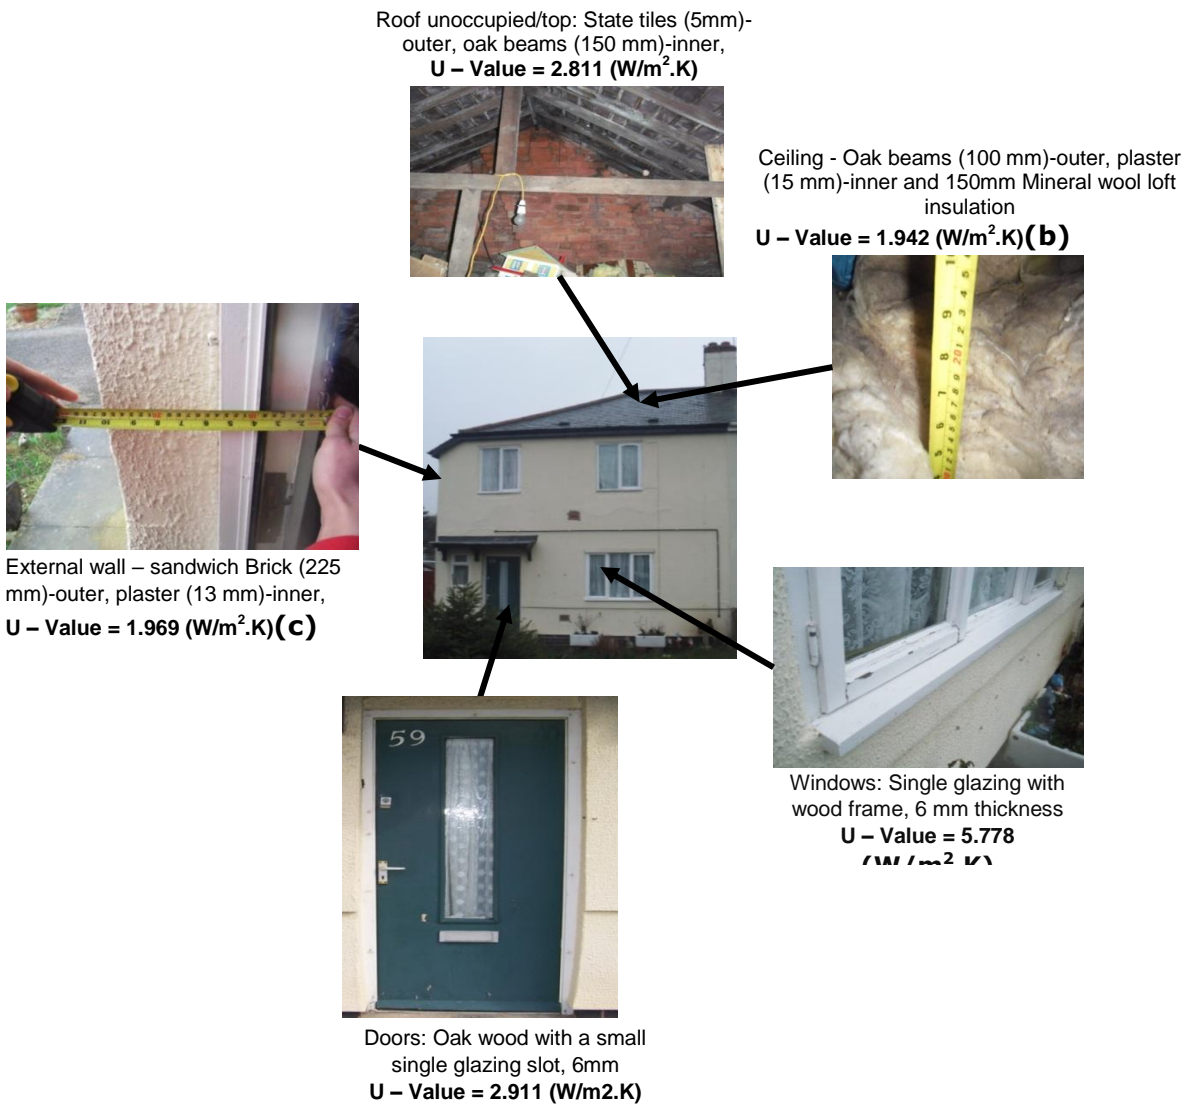 Roof unoccupied/top: State tiles (5mm)-
outer, oak beams (150 mm)-inner,
U – Value = 2.811 (W/m².K)
Ceiling - Oak beams (100 mm)-outer, plaster
(15 mm)-inner and 150mm Mineral wool loft
insulation
U – Value = 1.942 (W/m².K)(b)
External wall – sandwich Brick (225
mm)-outer, plaster (13 mm)-inner,
U – Value = 1.969 (W/m².K)(c)
Windows: Single glazing with
wood frame, 6 mm thickness
U – Value = 5.778
(W/m².K)
59
Doors: Oak wood with a small
single glazing slot, 6mm
U – Value = 2.911 (W/m2.K)